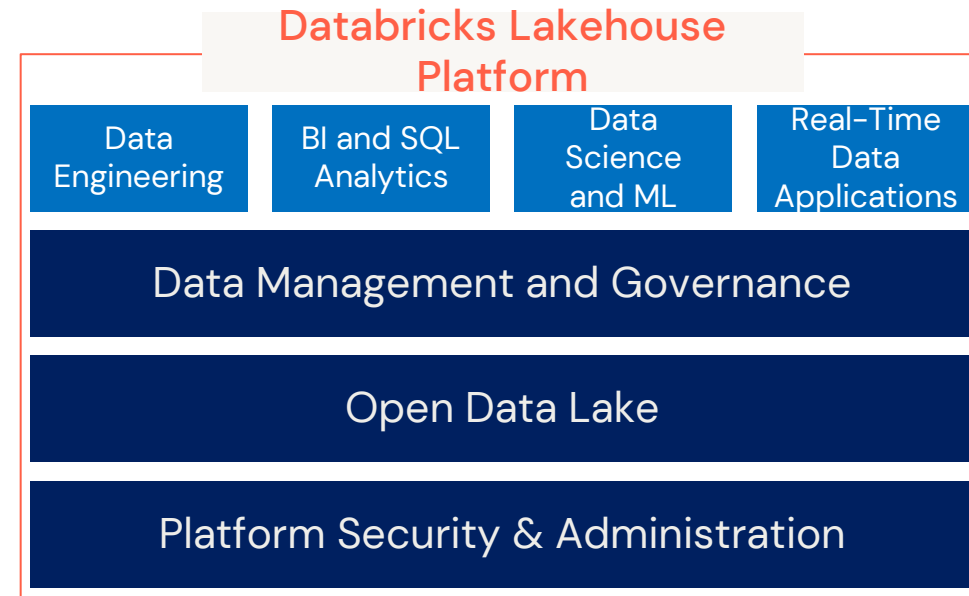 Databricks Lakehouse
Platform
Data
Engineering
BI and SQL
Analytics
Data
Science
and ML
Real-Time
Data
Applications
Data Management and Governance
Open Data Lake
Platform Security & Administration